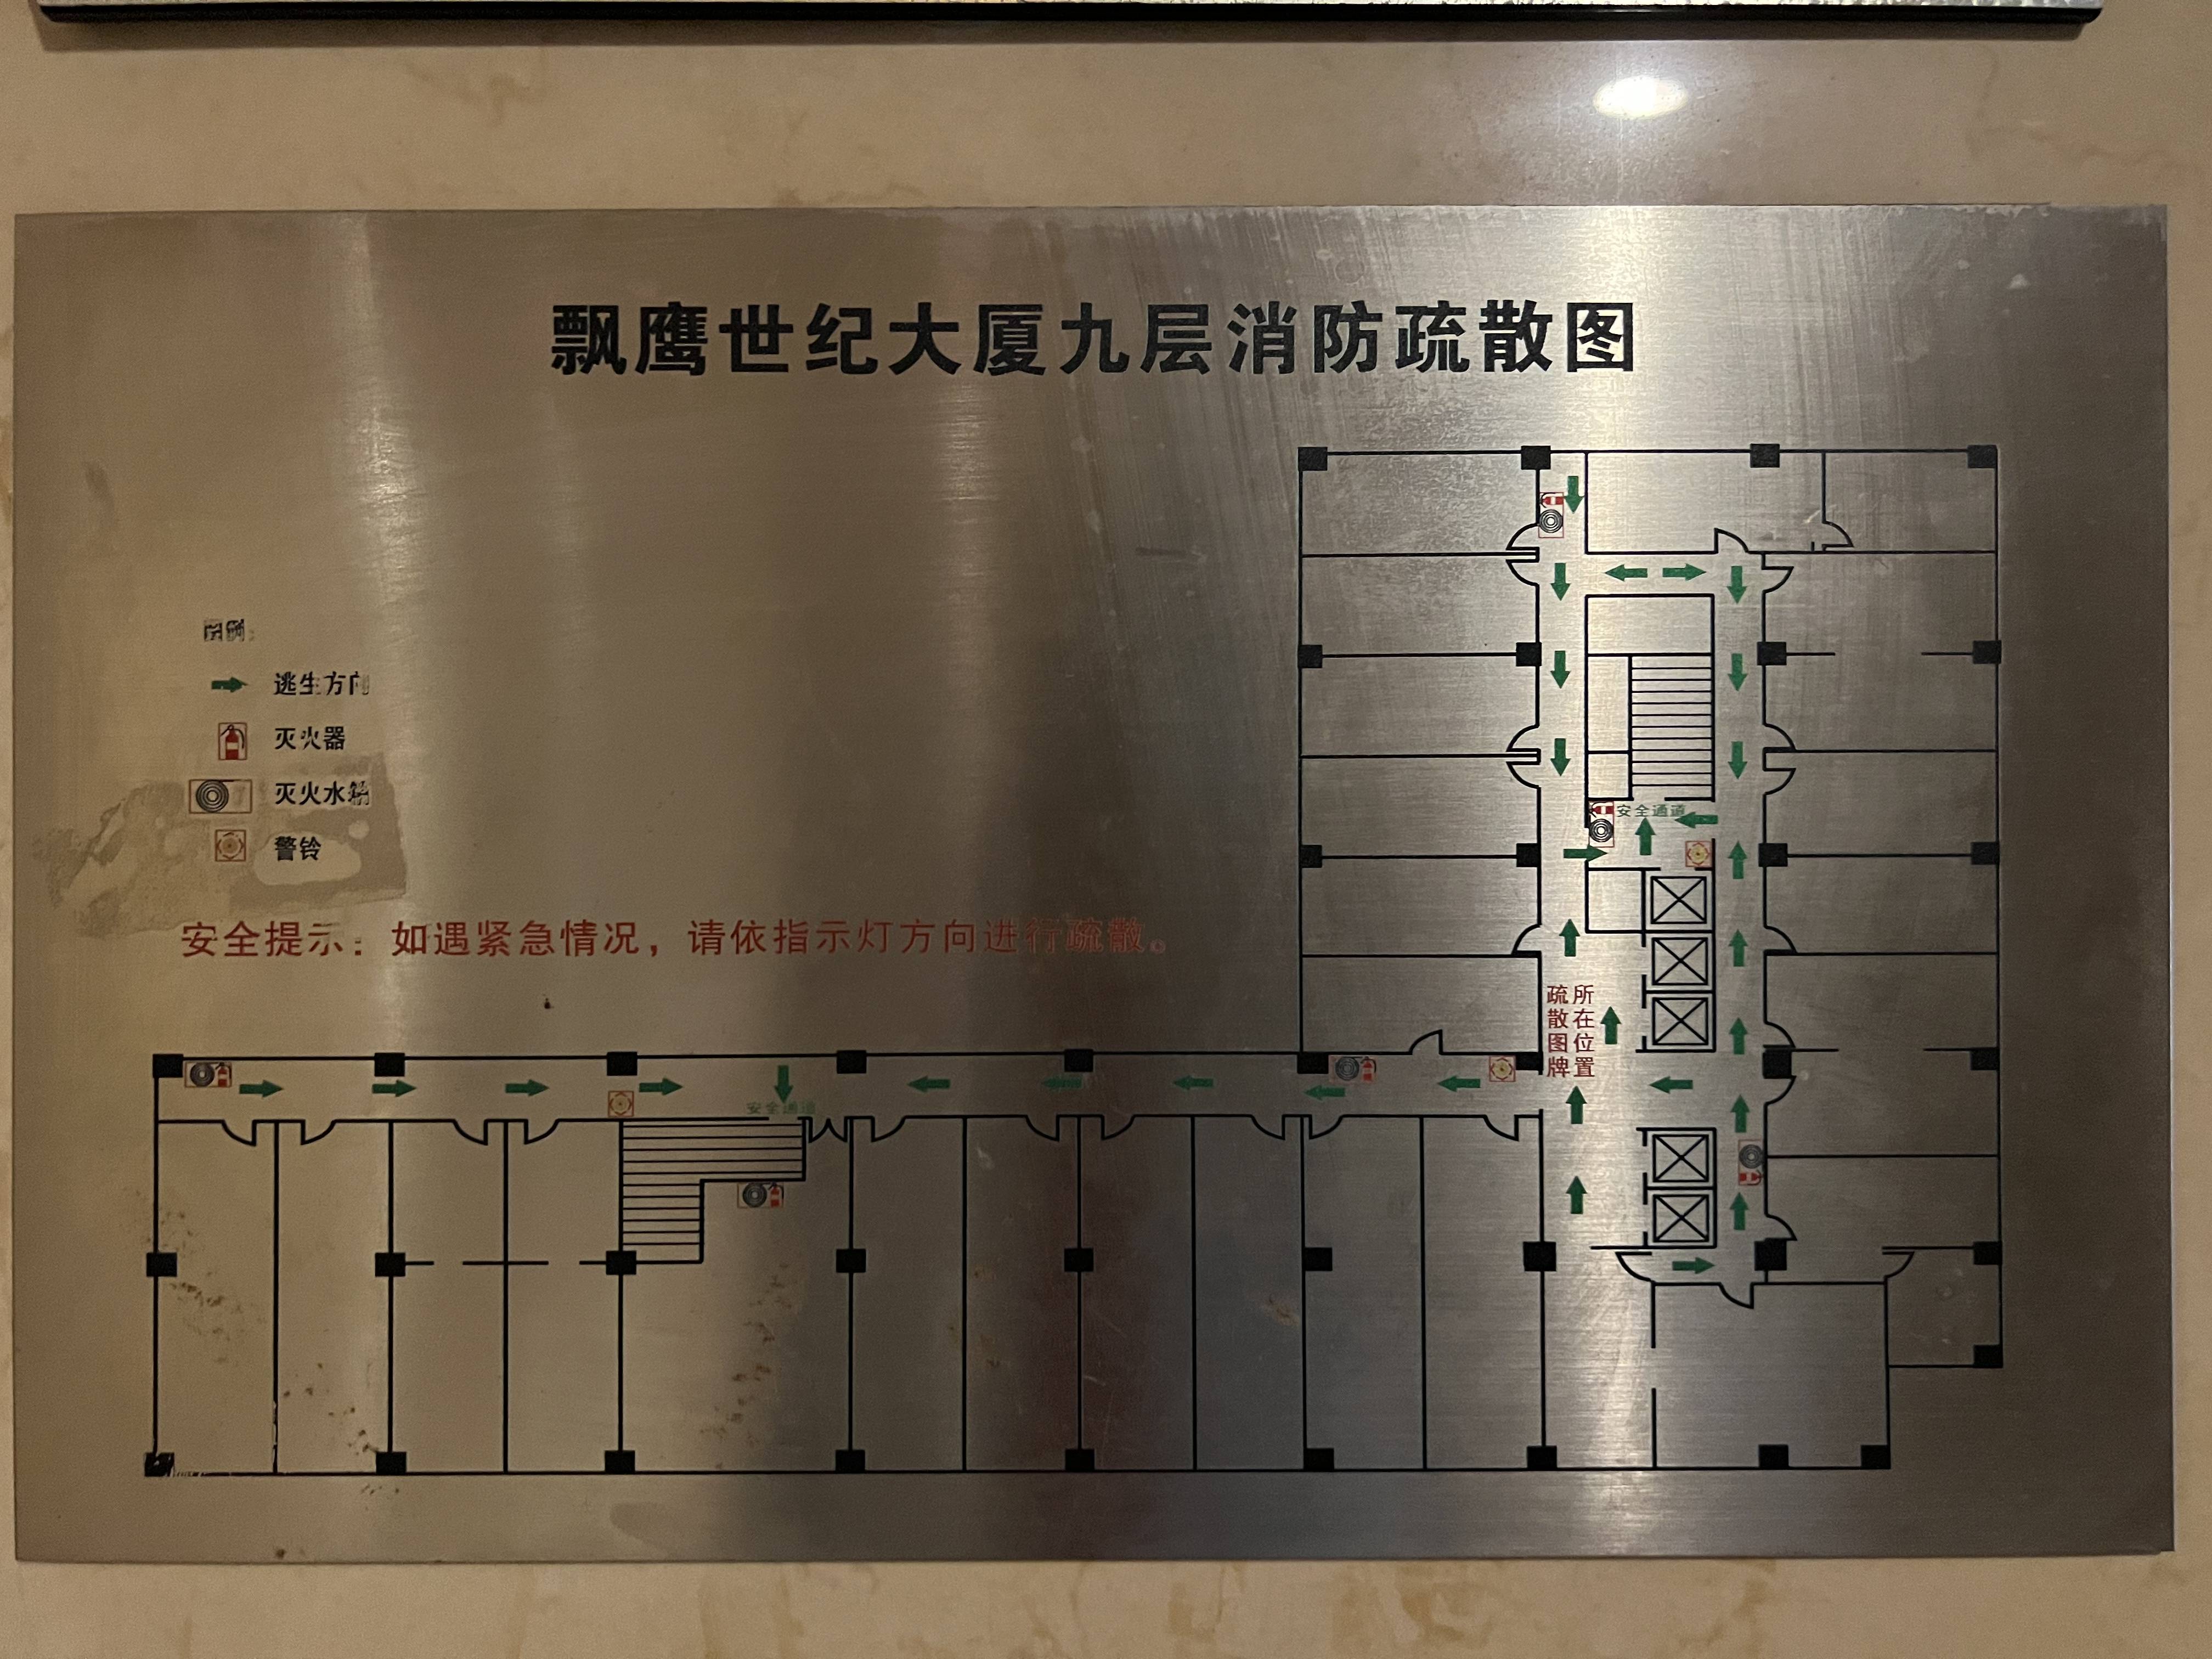 飘鹰世纪大厦九层消防疏散图
图例:
逃生方向
灭火器
灭火水箱
警铃
安全提示：如遇紧急情况，请依指示灯方向进行疏散。
安全通道
疏散图牌
所在位置
安全通道